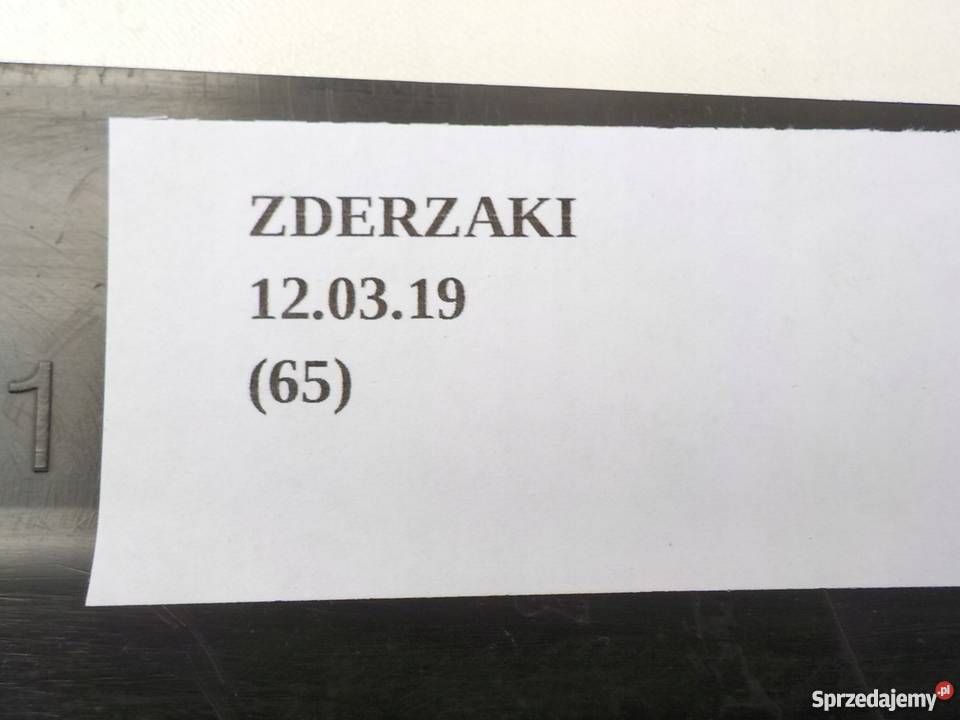 ZDERZAKI
12.03.19
(65)
1
Sprzedajemy.pl